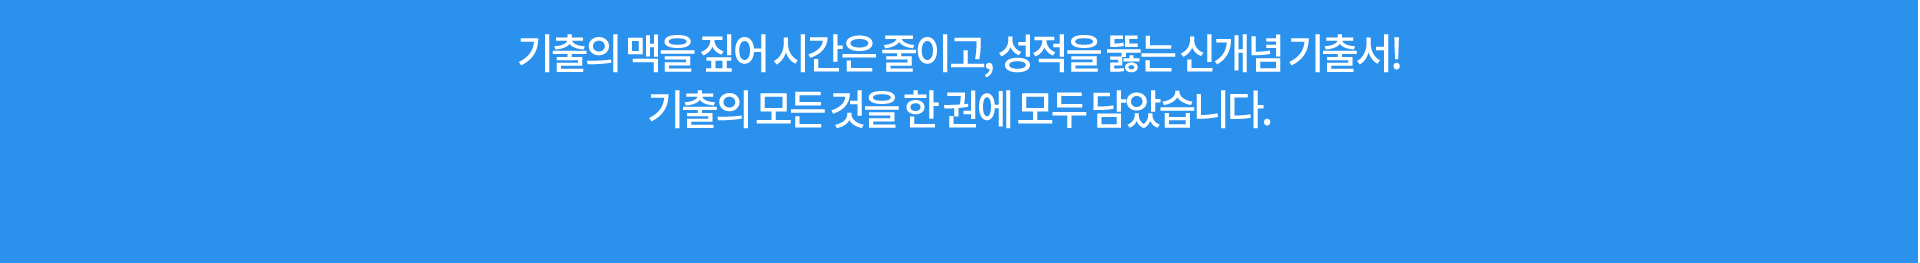 기출의 맥을 짚어 시간은 줄이고, 성적을 뚫는 신개념 기출서!
기출의 모든 것을 한 권에 모두 담았습니다.